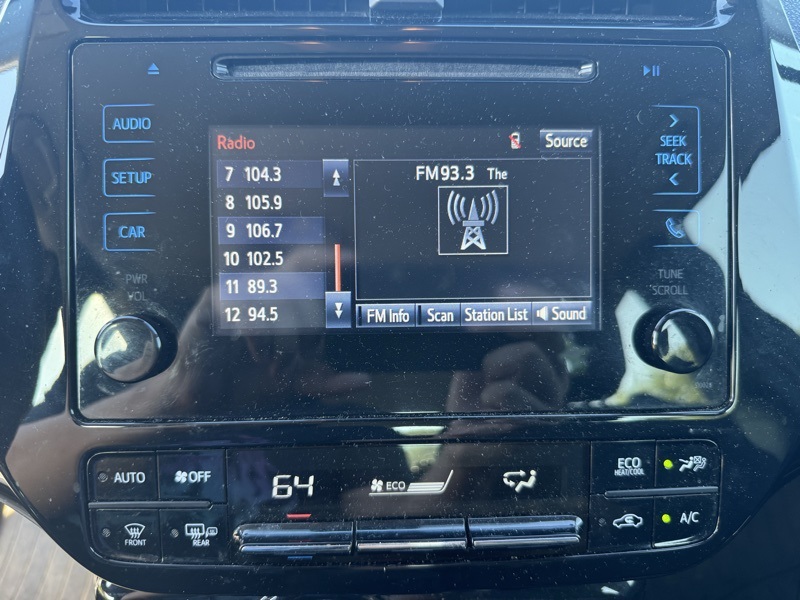 AUDIO
SETUP
CAR
PWR
VOL
Radio
Source
7 104.3
8 105.9
9 106.7
10 102.5
11 89.3
12 94.5
FM93.3 The
FM Info
Scan
Station List
Sound
SEEK
TRACK
TUNE
SCROLL
AUTO
OFF
64
ECO
ECO
HEAT/COOL
FRONT
REAR
A/C